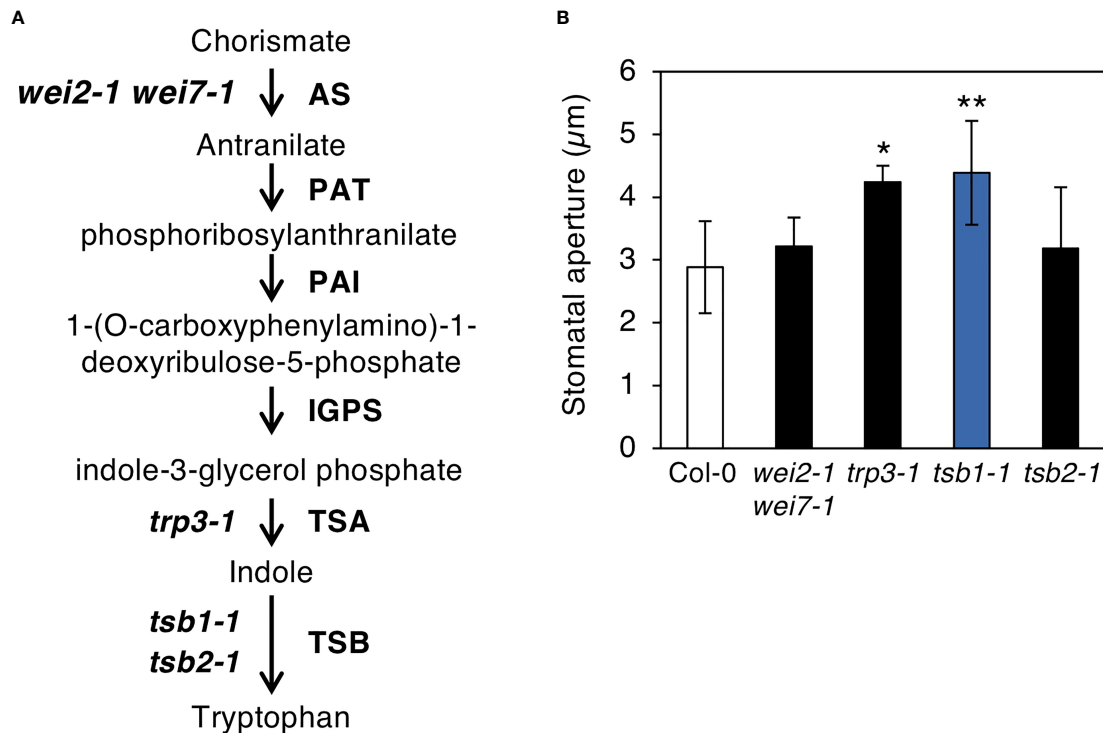 A
Chorismate
wei2-1 wei7-1 AS
Antranilate
PAT
phosphoribosylanthranilate
PAI
1-(O-carboxyphenylamino)-1-
deoxyribulose-5-phosphate
IGPS
indole-3-glycerol phosphate
trp3-1 TSA
Indole
tsb1-1
TSB
tsb2-1
Tryptophan
B
Stomatal aperture (µm)
6
5
4
3
2
1
0
*
**
Col-0 wei2-1 trp3-1 tsb1-1 tsb2-1
wei7-1